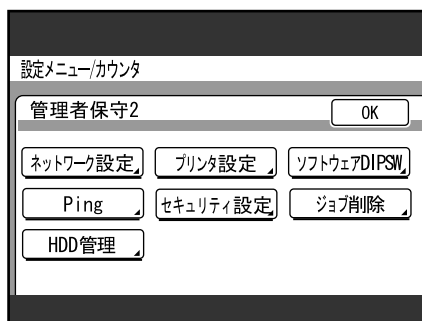 設定メニュー/カウンタ
管理者保守2
OK
ネットワーク設定 プリンタ設定 ソフトウェアDIPSW
Ping セキュリティ設定 ジョブ削除
HDD管理